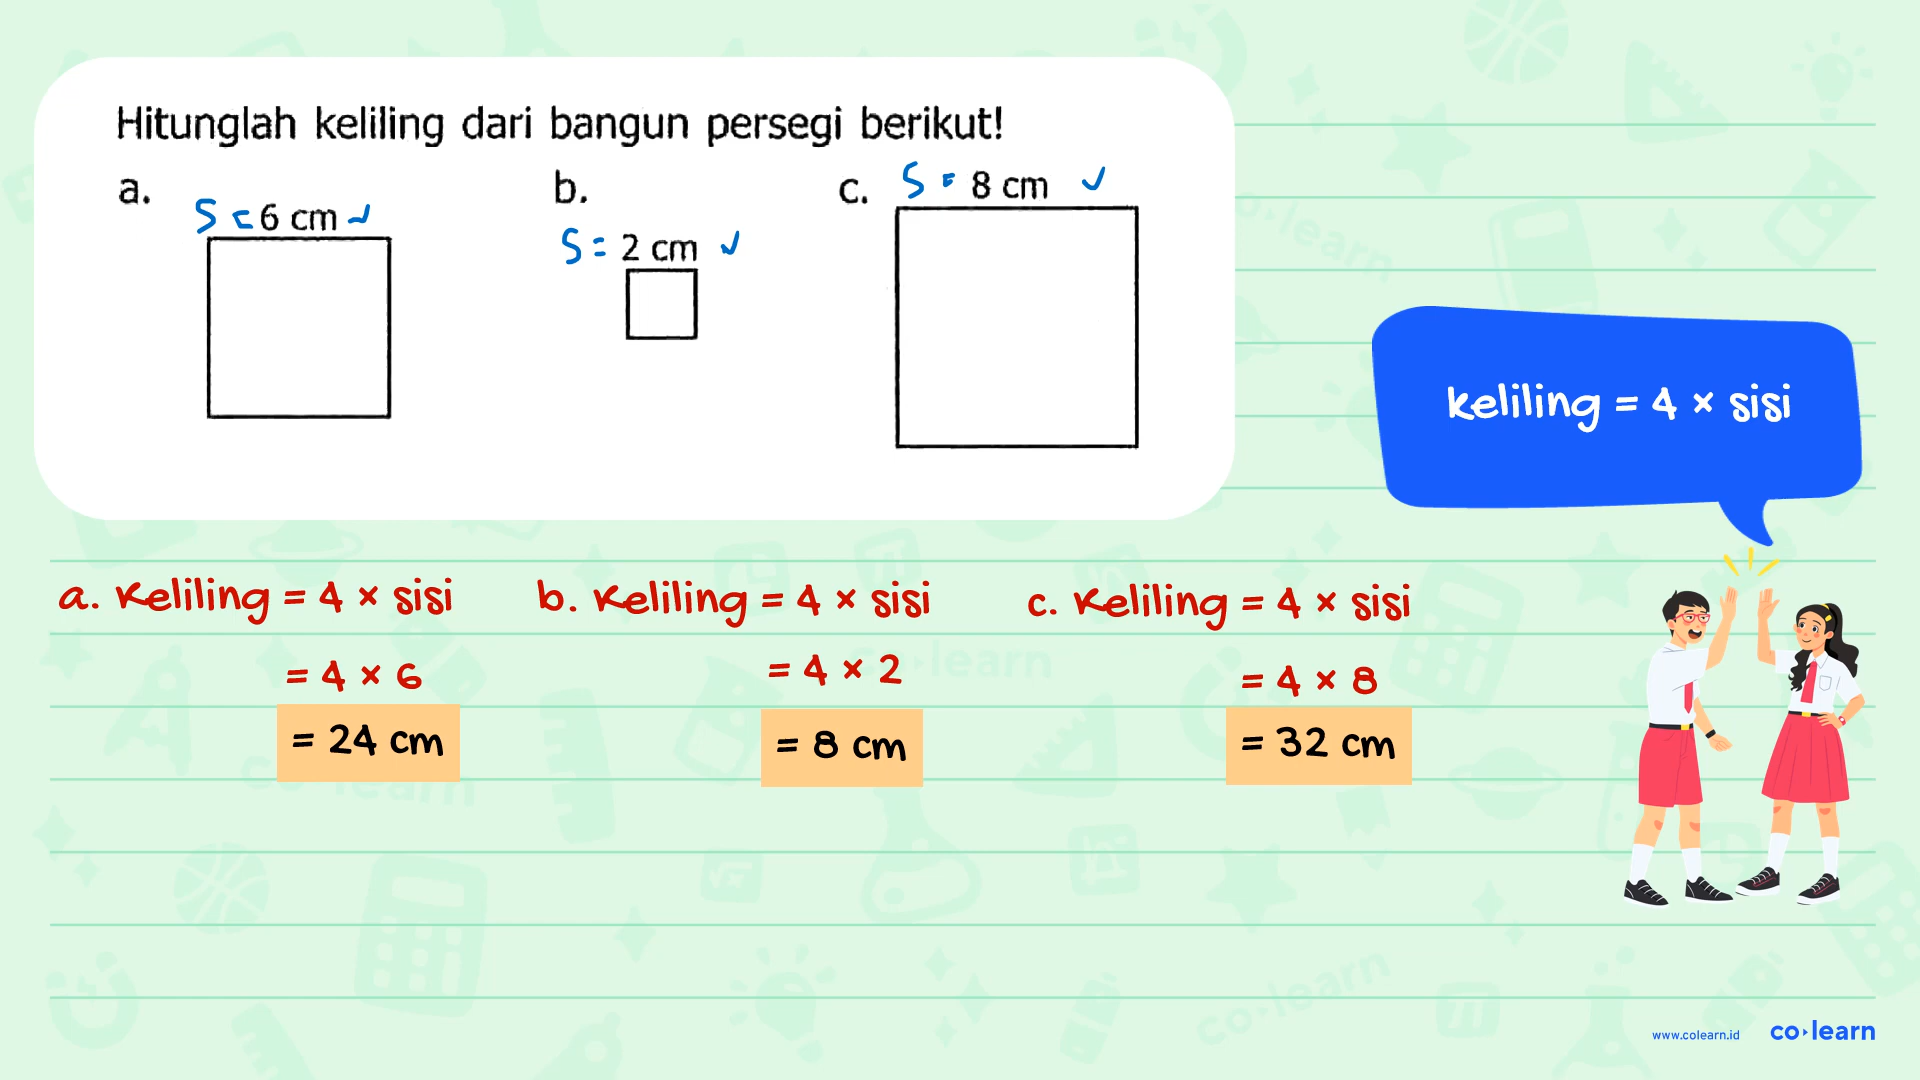 Hitunglah keliling dari bangun persegi berikut!
a.
S = 6 cm ✓
b.
S = 2 cm ✓
c.
S = 8 cm ✓
keliling = 4 × sisi
a. Keliling = 4 × sisi
= 4 × 6
= 24 cm
b. Keliling = 4 × sisi
= 4 × 2
= 8 cm
c. Keliling = 4 × sisi
= 4 × 8
= 32 cm
www.colearn.id
co·learn